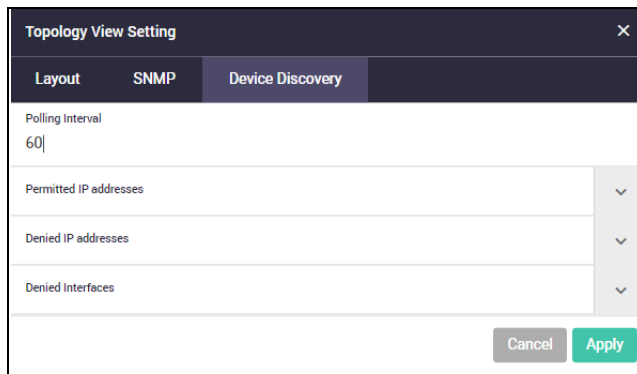 Topology View Setting
Layout SNMP Device Discovery
Polling Interval
60
Permitted IP addresses
Denied IP addresses
Denied Interfaces
Cancel Apply